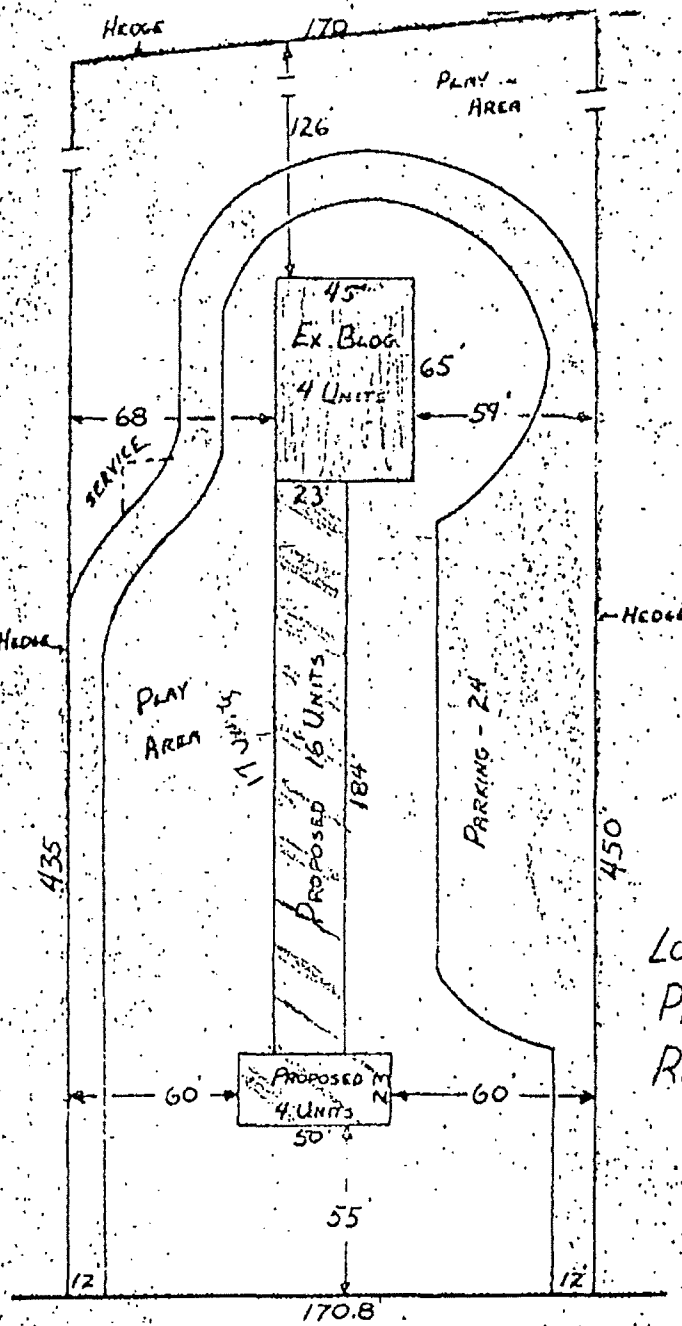 HEDGE
170
PLAY
AREA
126'
45'
EX. BLDG
4 UNITS
65'
68
59'
SERVICE
23'
HEDGE
HEDGE
PLAY
AREA
17 Units
PROPOSED 16 UNITS
184'
PARKING - 24
435
450'
LO
P
R
PROPOSED
4 UNITS
23
60'
60'
50'
55'
12'
12'
170.8